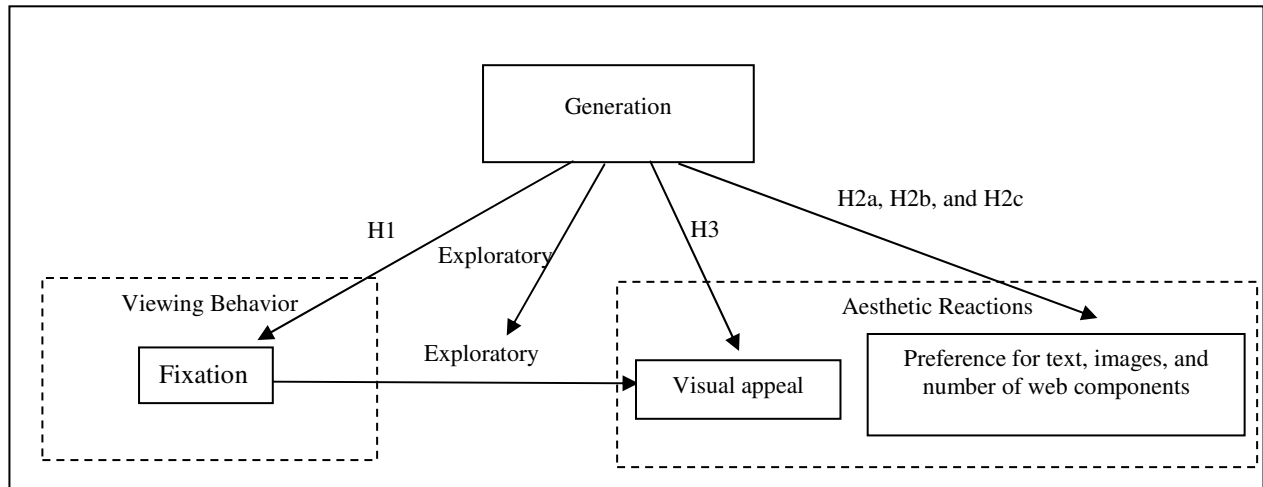 Generation
H2a, H2b, and H2c
H1
H3
Exploratory
Viewing Behavior
Aesthetic Reactions
Exploratory
Fixation
Visual appeal
Preference for text, images, and
number of web components